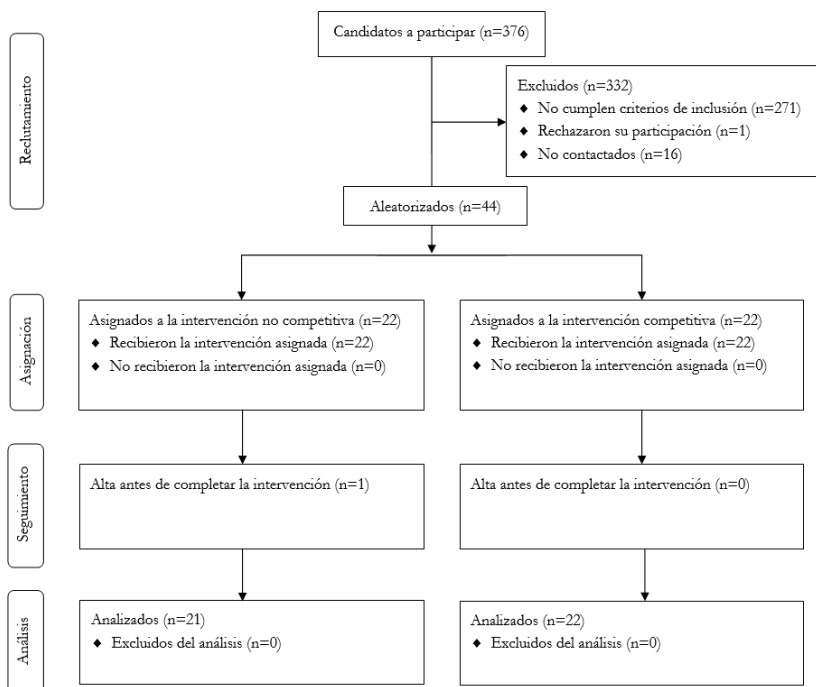 Candidatos a participar (n=376)
Reclutamiento
Excluidos (n=332)
♦ No cumplen criterios de inclusión (n=271)
♦ Rechazaron su participación (n=1)
♦ No contactados (n=16)
Aleatorizados (n=44)
Asignación
Asignados a la intervención no competitiva (n=22)
♦ Recibieron la intervención asignada (n=22)
♦ No recibieron la intervención asignada (n=0)
Asignados a la intervención competitiva (n=22)
♦ Recibieron la intervención asignada (n=22)
♦ No recibieron la intervención asignada (n=0)
Seguimiento
Alta antes de completar la intervención (n=1)
Alta antes de completar la intervención (n=0)
Análisis
Analizados (n=21)
♦ Excluidos del análisis (n=0)
Analizados (n=22)
♦ Excluidos del análisis (n=0)